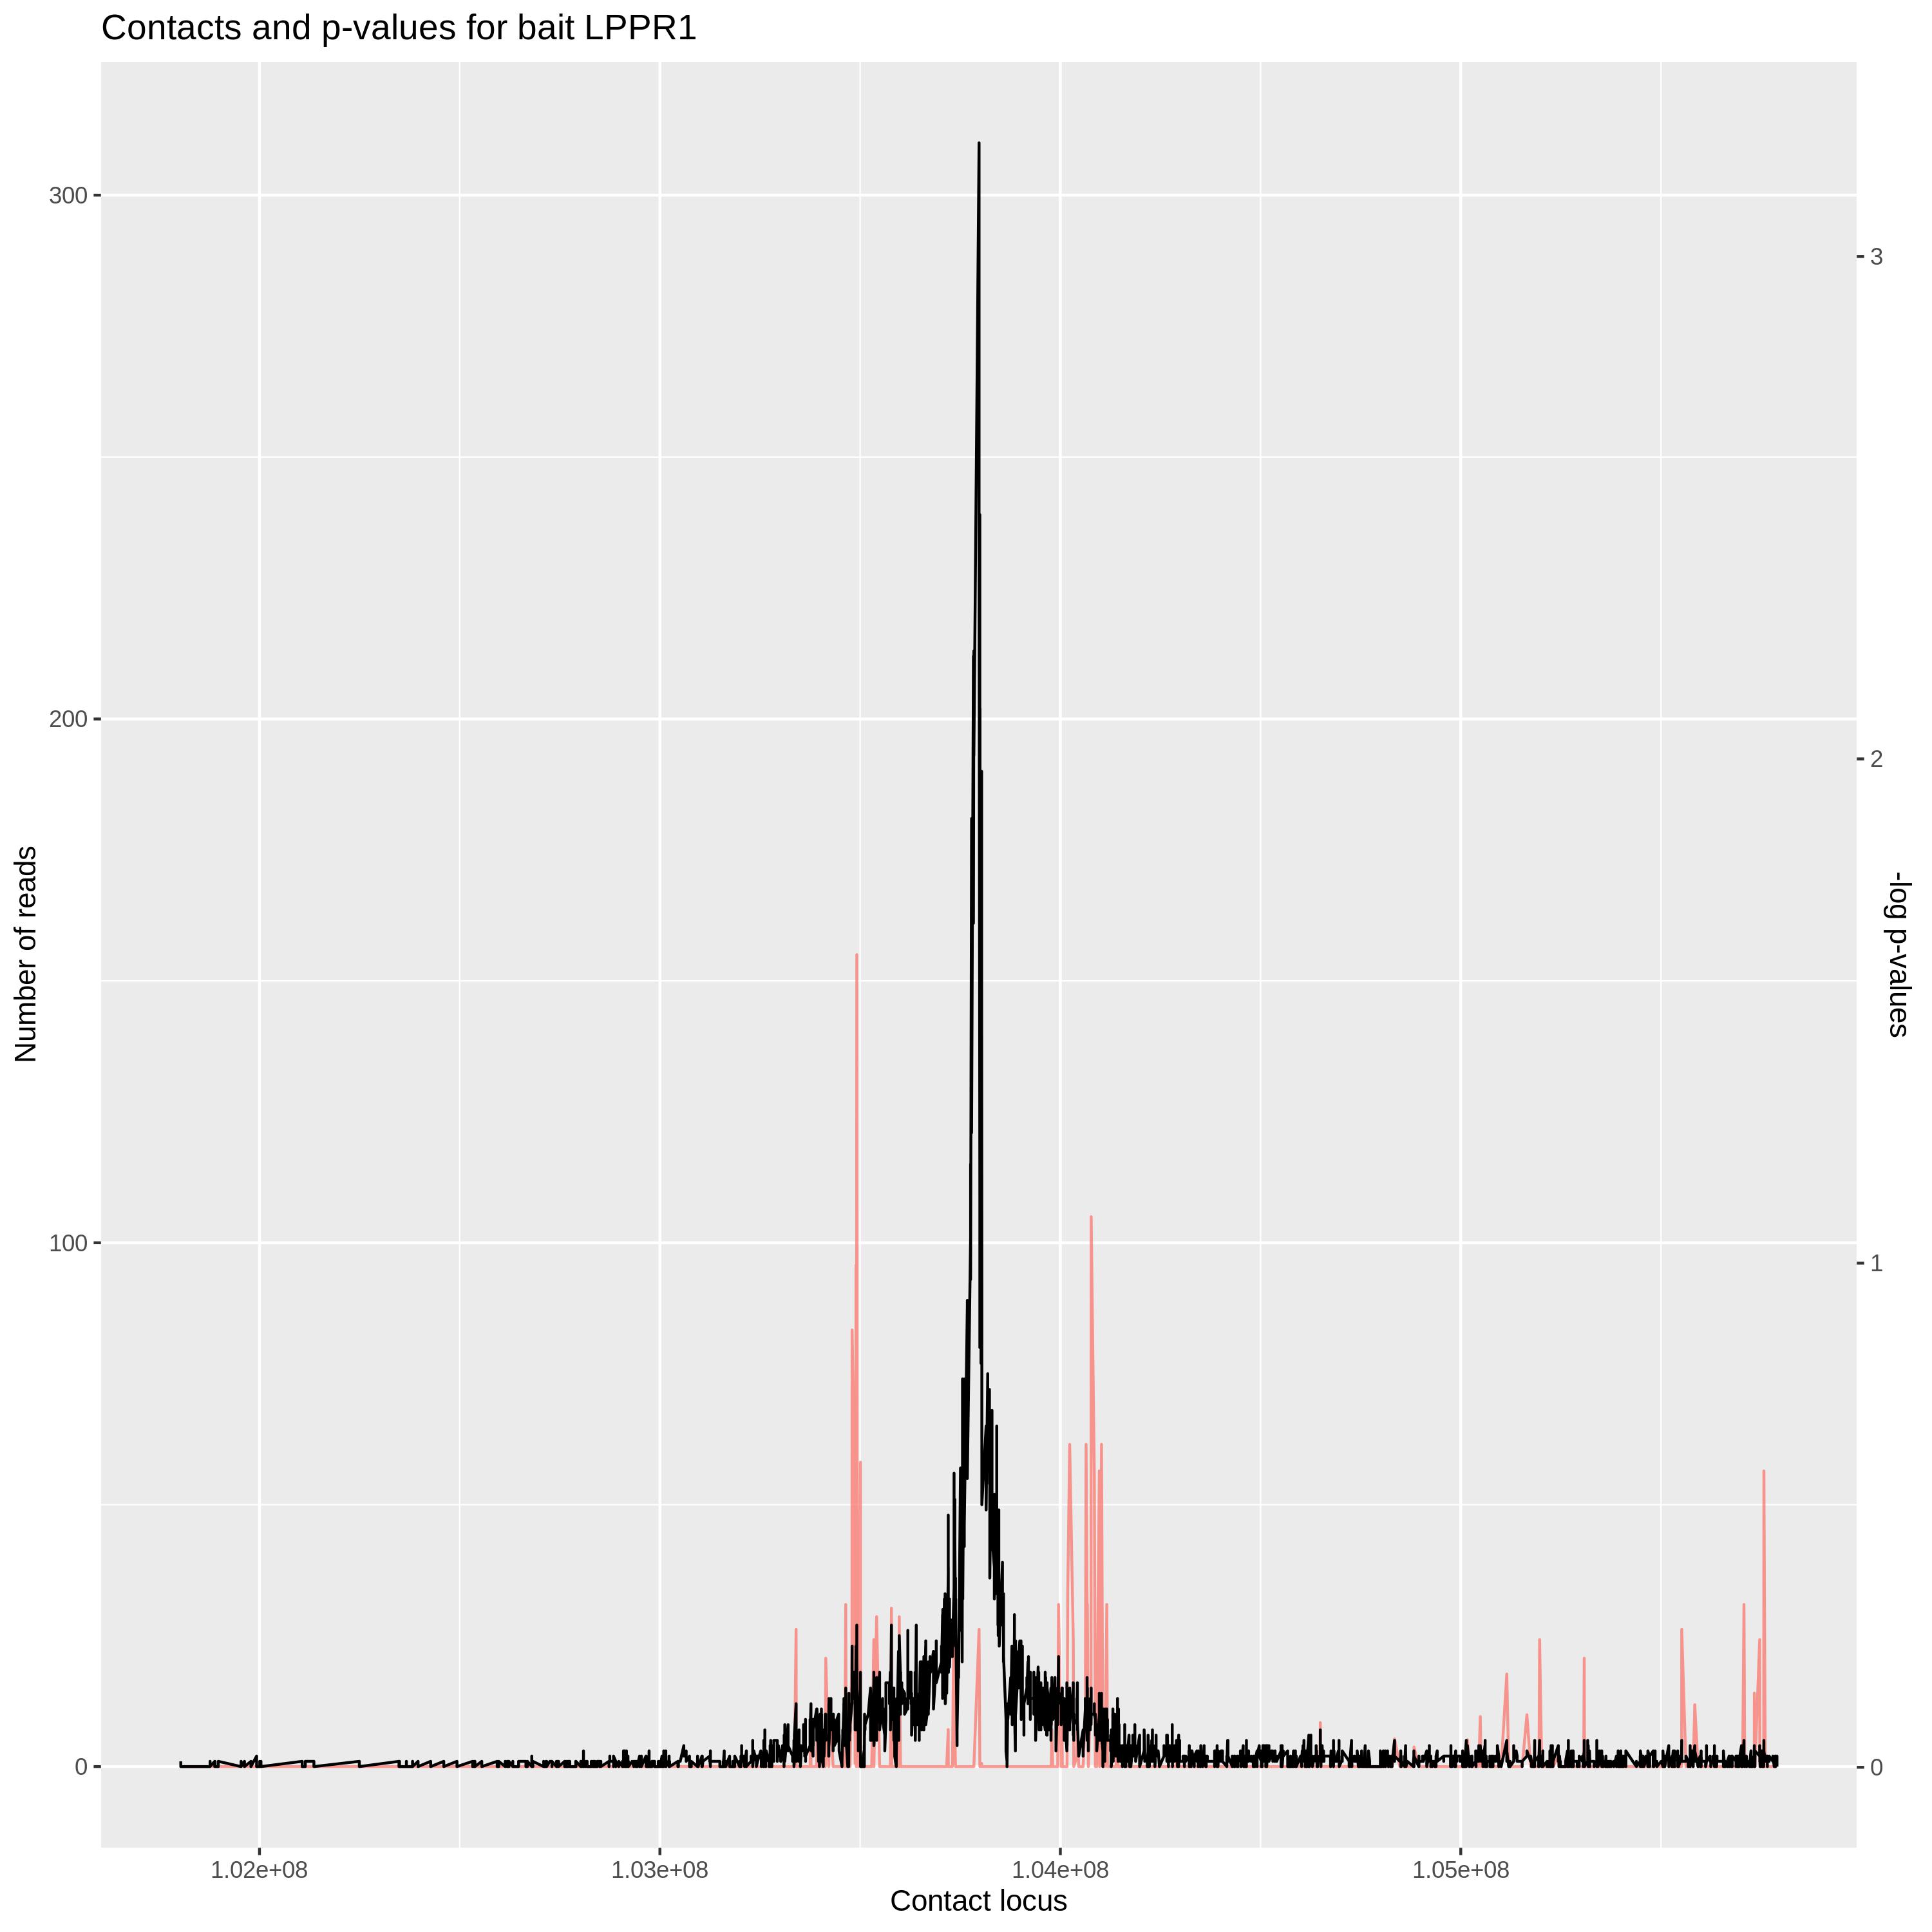 Contacts and p-values for bait LPPR1
300
200
100
0
Number of reads
3
2
1
0
-log p-values
1.02e+08
1.03e+08
1.04e+08
1.05e+08
Contact locus